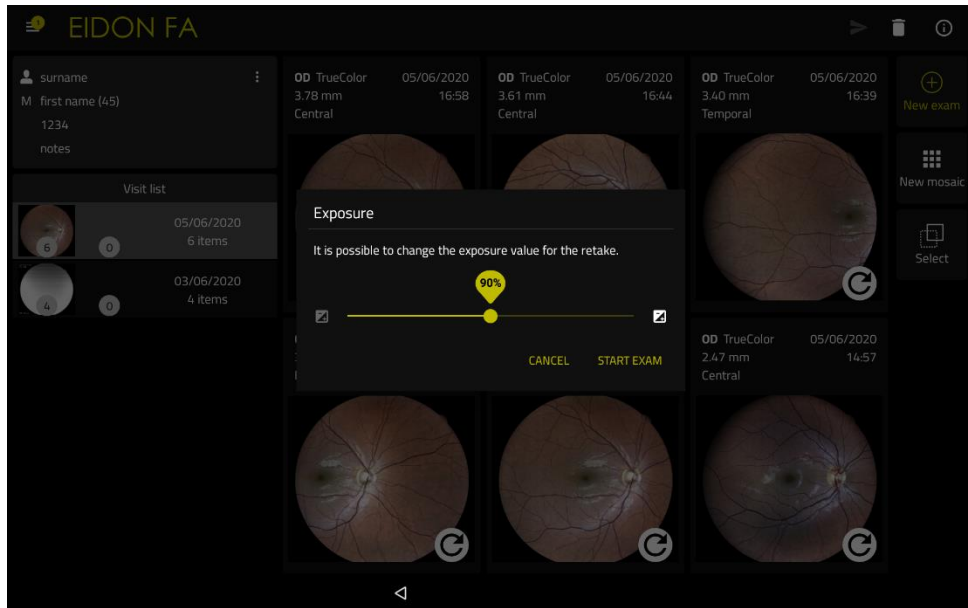 EIDON FA
surname
M first name (45)
1234
notes
Visit list
05/06/2020
6 items
6
0
03/06/2020
4 items
4
0
OD TrueColor 05/06/2020
3.78 mm 16:58
Central
OD TrueColor 05/06/2020
3.61 mm 16:44
Central
OD TrueColor 05/06/2020
3.40 mm 16:39
Temporal
New exam
New mosaic
Select
Exposure
It is possible to change the exposure value for the retake.
90%
CANCEL START EXAM
OD TrueColor 05/06/2020
2.47 mm 14:57
Central